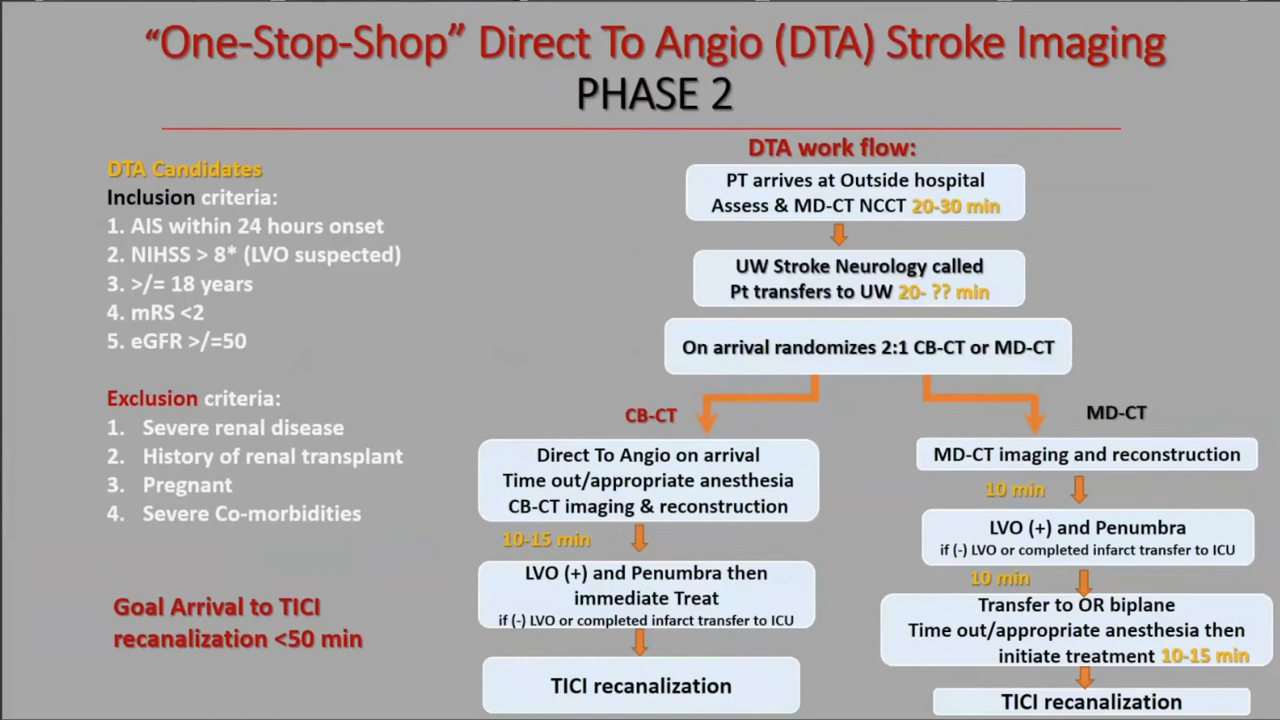 “One-Stop-Shop” Direct To Angio (DTA) Stroke Imaging
PHASE 2
DTA Candidates
Inclusion criteria:
1. AIS within 24 hours onset
2. NIHSS > 8* (LVO suspected)
3. >/= 18 years
4. mRS <2
5. eGFR >/=50
Exclusion criteria:
1. Severe renal disease
2. History of renal transplant
3. Pregnant
4. Severe Co-morbidities
Goal Arrival to TICI
recanalization <50 min
DTA work flow:
PT arrives at Outside hospital
Assess & MD-CT NCCT 20-30 min
UW Stroke Neurology called
Pt transfers to UW 20- ?? min
On arrival randomizes 2:1 CB-CT or MD-CT
CB-CT
Direct To Angio on arrival
Time out/appropriate anesthesia
CB-CT imaging & reconstruction
10-15 min
LVO (+) and Penumbra then
immediate Treat
if (-) LVO or completed infarct transfer to ICU
TICI recanalization
MD-CT
MD-CT imaging and reconstruction
10 min
LVO (+) and Penumbra
if (-) LVO or completed infarct transfer to ICU
10 min
Transfer to OR biplane
Time out/appropriate anesthesia then
initiate treatment 10-15 min
TICI recanalization